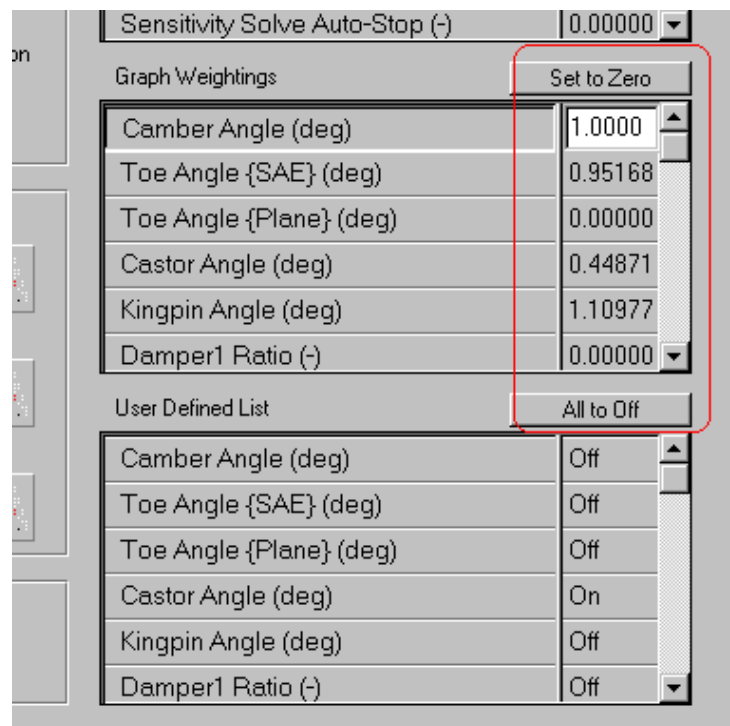 Sensitivity Solve Auto-Stop (-) 0.00000
on
Graph Weightings Set to Zero
Camber Angle (deg) 1.0000
Toe Angle {SAE} (deg) 0.95168
Toe Angle {Plane} (deg) 0.00000
Castor Angle (deg) 0.44871
Kingpin Angle (deg) 1.10977
Damper1 Ratio (-) 0.00000
User Defined List All to Off
Camber Angle (deg) Off
Toe Angle {SAE} (deg) Off
Toe Angle {Plane} (deg) Off
Castor Angle (deg) On
Kingpin Angle (deg) Off
Damper1 Ratio (-) Off